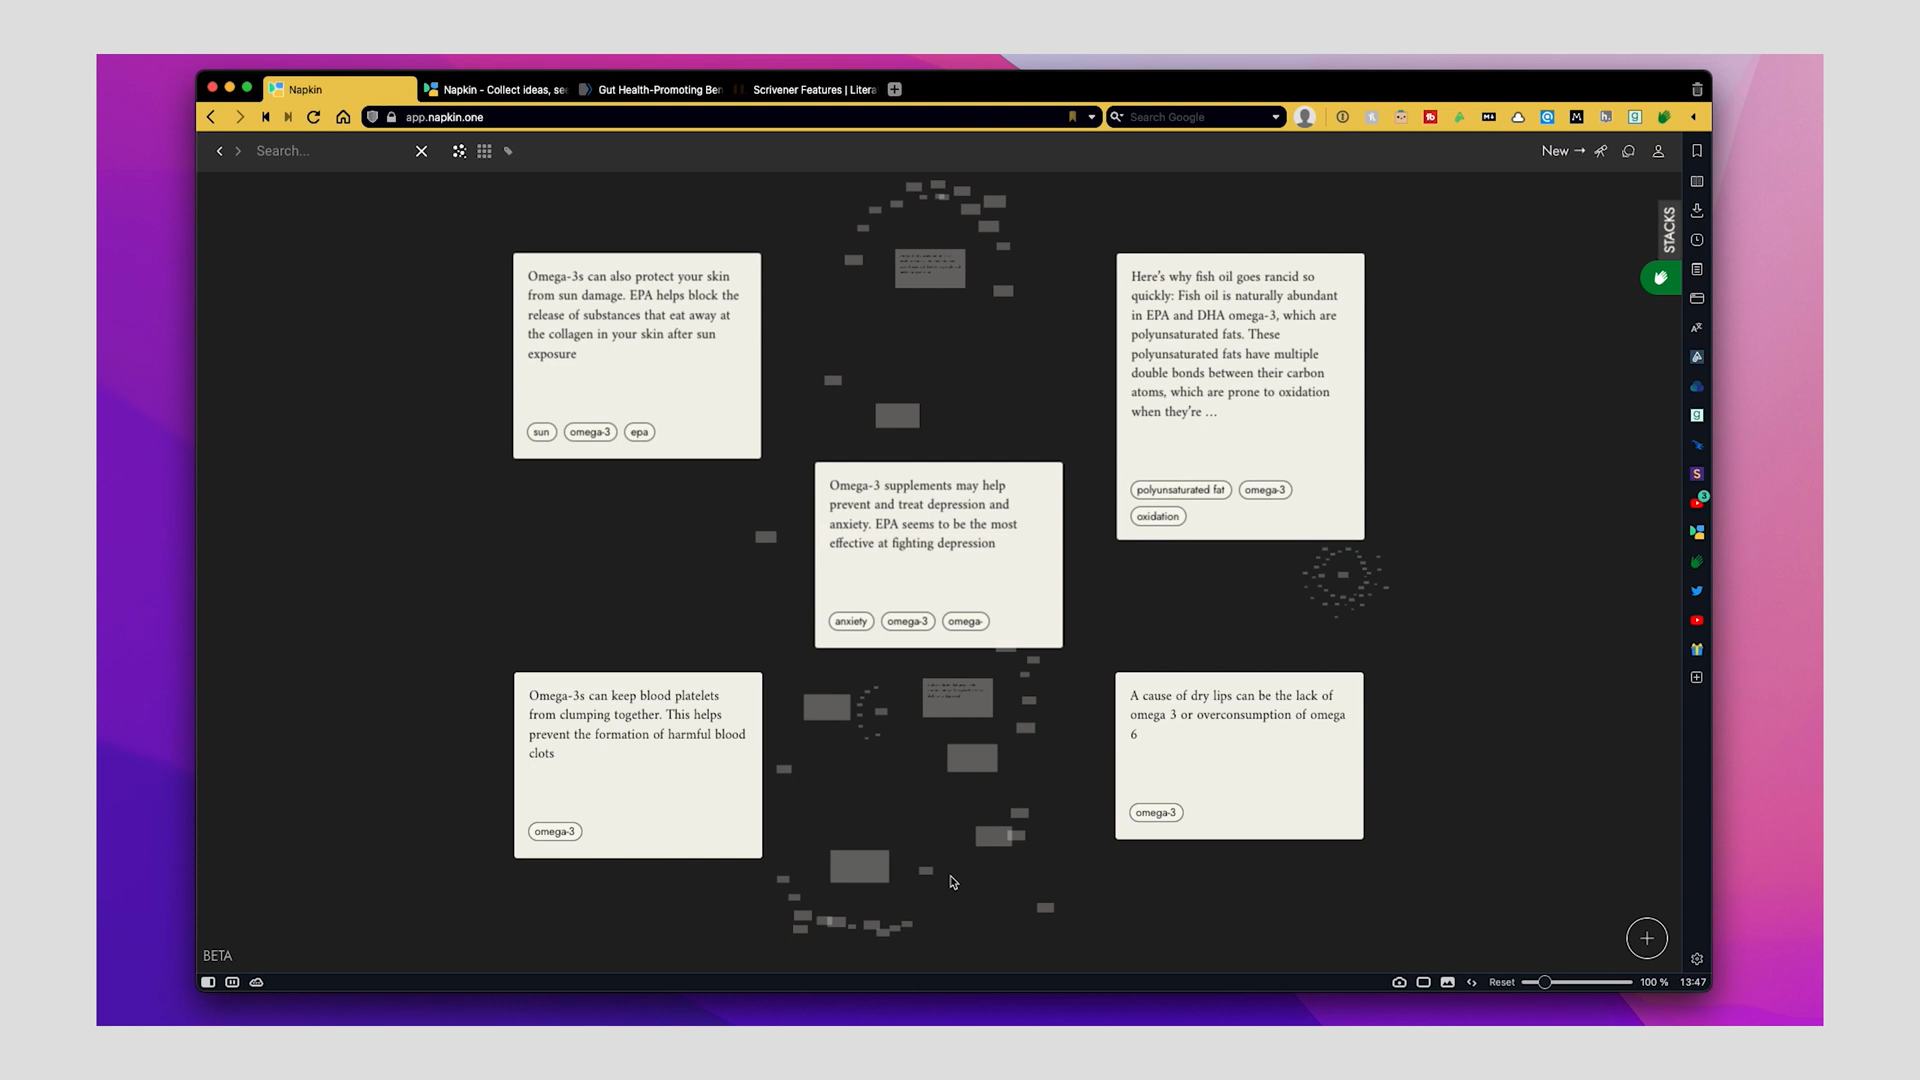 Napkin
Napkin - Collect ideas, se
Gut Health-Promoting Ben
Scrivener Features | Litera
app.napkin.one
Search Google
Search...
New →
STACKS
Omega-3s can also protect your skin
from sun damage. EPA helps block the
release of substances that eat away at
the collagen in your skin after sun
exposure
sun
omega-3
epa
Here's why fish oil goes rancid so
quickly: Fish oil is naturally abundant
in EPA and DHA omega-3, which are
polyunsaturated fats. These
polyunsaturated fats have multiple
double bonds between their carbon
atoms, which are prone to oxidation
when they're …
polyunsaturated fat
omega-3
oxidation
Omega-3 supplements may help
prevent and treat depression and
anxiety. EPA seems to be the most
effective at fighting depression
anxiety
omega-3
omega-
Omega-3s can keep blood platelets
from clumping together. This helps
prevent the formation of harmful blood
clots
omega-3
A cause of dry lips can be the lack of
omega 3 or overconsumption of omega
6
omega-3
BETA
Reset
100 %
13:47